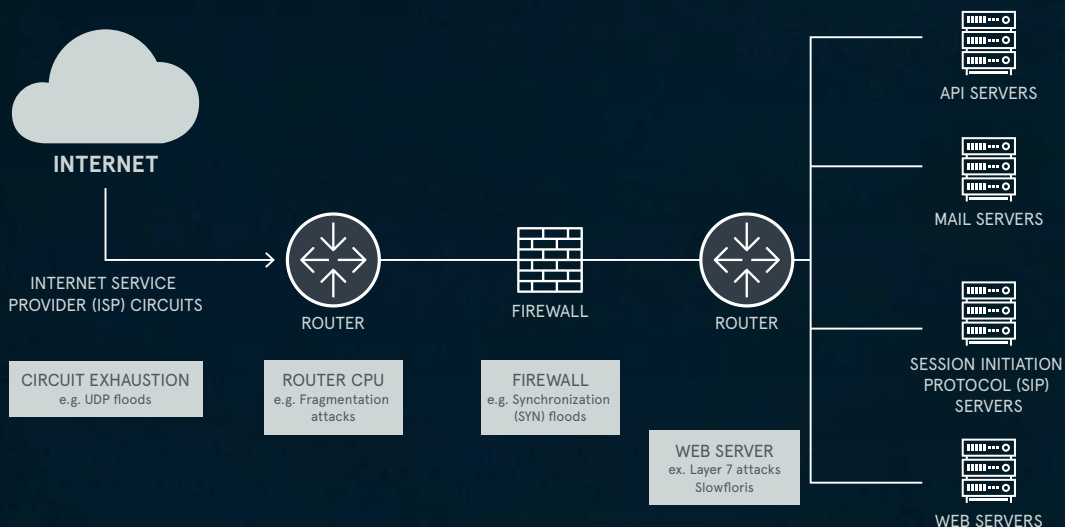 API SERVERS
INTERNET
MAIL SERVERS
INTERNET SERVICE
PROVIDER (ISP) CIRCUITS
ROUTER
FIREWALL
ROUTER
SESSION INITIATION
PROTOCOL (SIP)
SERVERS
CIRCUIT EXHAUSTION
e.g. UDP floods
ROUTER CPU
e.g. Fragmentation
attacks
FIREWALL
e.g. Synchronization
(SYN) floods
WEB SERVER
ex. Layer 7 attacks
Slowfloris
WEB SERVERS